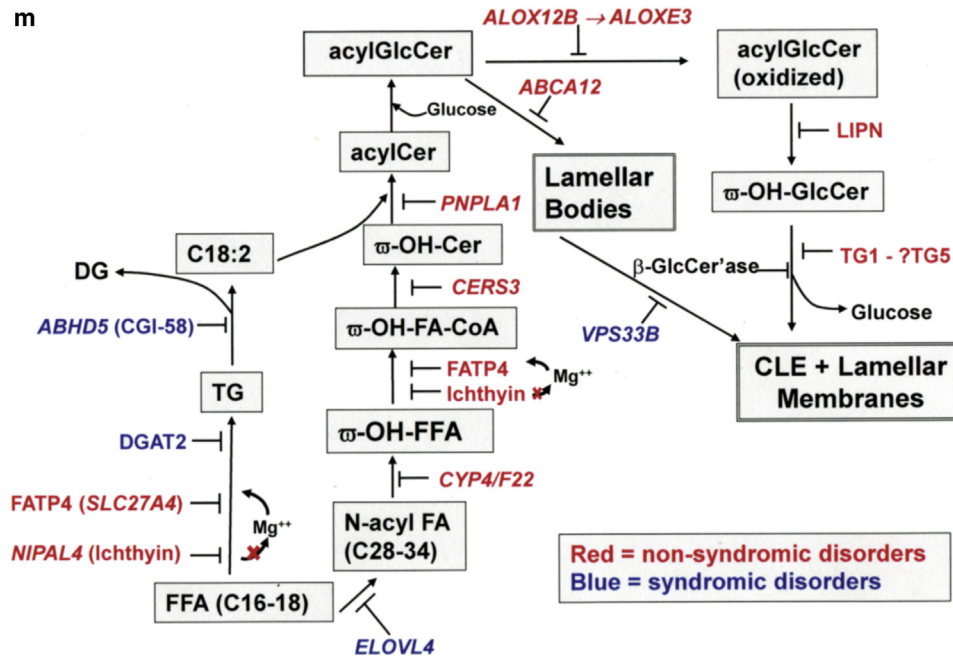 m
ALOX12B → ALOXE3
acylGlcCer
acylGlcCer
(oxidized)
ABCA12
Glucose
LIPN
acylCer
Lamellar
Bodies
ϖ-OH-GlcCer
PNPLA1
C18:2
ϖ-OH-Cer
DG
β-GlcCer'ase
TG1 - ?TG5
CERS3
Glucose
ABHD5 (CGI-58)
ϖ-OH-FA-CoA
VPS33B
FATP4
Mg⁺⁺
Ichthyin
TG
CLE + Lamellar
Membranes
DGAT2
ϖ-OH-FFA
CYP4/F22
FATP4 (SLC27A4)
Mg⁺⁺
N-acyl FA
(C28-34)
NIPAL4 (Ichthyin)
Red = non-syndromic disorders
Blue = syndromic disorders
FFA (C16-18)
ELOVL4